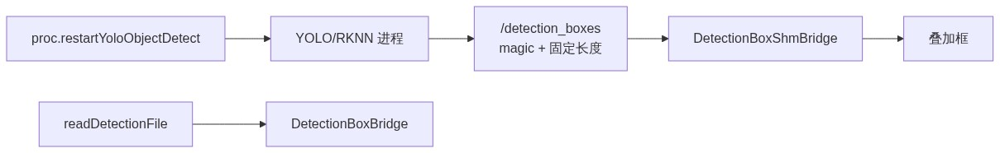 proc.restartYoloObjectDetect
YOLO/RKNN 进程
/detection_boxes
magic + 固定长度
DetectionBoxShmBridge
叠加框
readDetectionFile
DetectionBoxBridge